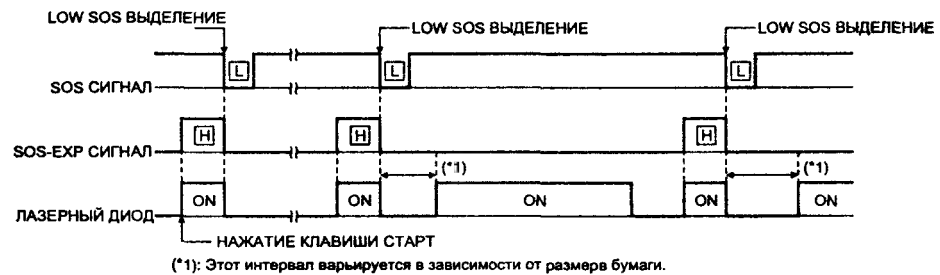 LOW SOS ВЫДЕЛЕНИЕ LOW SOS ВЫДЕЛЕНИЕ LOW SOS ВЫДЕЛЕНИЕ
SOS СИГНАЛ L L L
SOS-EXP СИГНАЛ H H H
(*1) (*1)
ЛАЗЕРНЫЙ ДИОД ON ON ON ON ON
НАЖАТИЕ КЛАВИШИ СТАРТ
(*1): Этот интервал варьируется в зависимости от размерв бумаги.